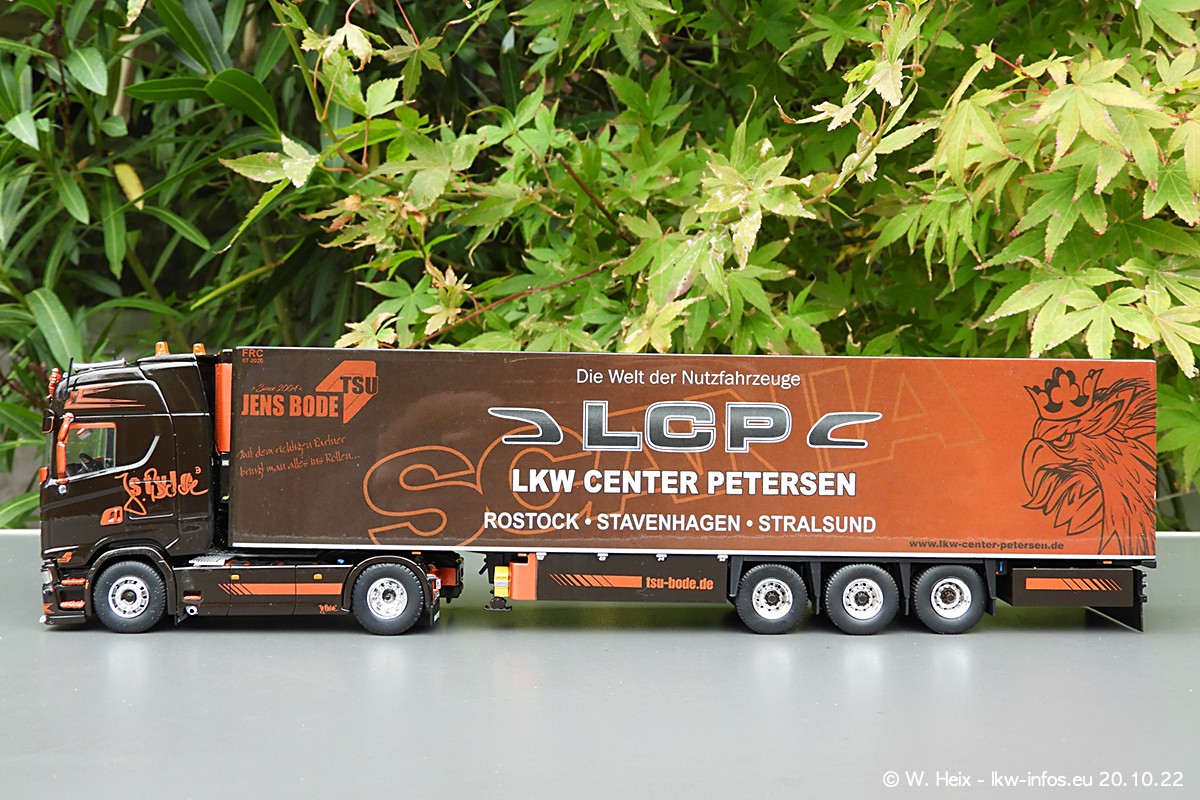 FRC
07-2020
- Since 2004 -
TSU
JENS BODE
Mit dem richtigen Partner
bringt man alles ins Rollen...
Die Welt der Nutzfahrzeuge
SCANIA
LCP
LKW CENTER PETERSEN
ROSTOCK • STAVENHAGEN • STRALSUND
www.lkw-center-petersen.de
tsu-bode.de
© W. Heix - lkw-infos.eu 20.10.22